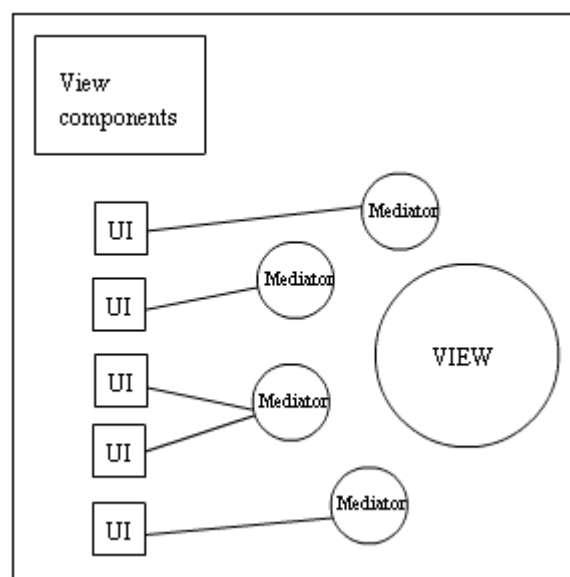 View
components
UI
Mediator
UI
Mediator
UI
VIEW
Mediator
UI
UI
Mediator